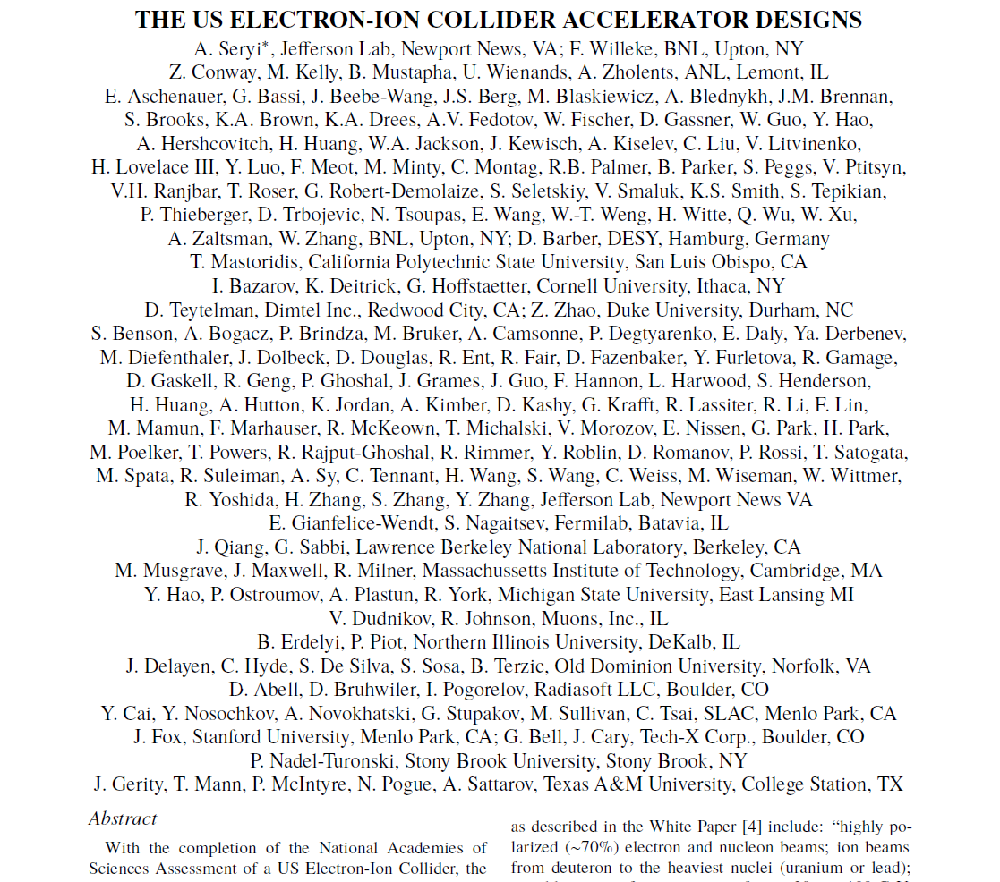 THE US ELECTRON-ION COLLIDER ACCELERATOR DESIGNS
A. Seryi*, Jefferson Lab, Newport News, VA; F. Willeke, BNL, Upton, NY
Z. Conway, M. Kelly, B. Mustapha, U. Wienands, A. Zholents, ANL, Lemont, IL
E. Aschenauer, G. Bassi, J. Beebe-Wang, J.S. Berg, M. Blaskiewicz, A. Blednykh, J.M. Brennan,
S. Brooks, K.A. Brown, K.A. Drees, A.V. Fedotov, W. Fischer, D. Gassner, W. Guo, Y. Hao,
A. Hershcovitch, H. Huang, W.A. Jackson, J. Kewisch, A. Kiselev, C. Liu, V. Litvinenko,
H. Lovelace III, Y. Luo, F. Meot, M. Minty, C. Montag, R.B. Palmer, B. Parker, S. Peggs, V. Ptitsyn,
V.H. Ranjbar, T. Roser, G. Robert-Demolaize, S. Seletskiy, V. Smaluk, K.S. Smith, S. Tepikian,
P. Thieberger, D. Trbojevic, N. Tsoupas, E. Wang, W.-T. Weng, H. Witte, Q. Wu, W. Xu,
A. Zaltsman, W. Zhang, BNL, Upton, NY; D. Barber, DESY, Hamburg, Germany
T. Mastoridis, California Polytechnic State University, San Luis Obispo, CA
I. Bazarov, K. Deitrick, G. Hoffstaetter, Cornell University, Ithaca, NY
D. Teytelman, Dimtel Inc., Redwood City, CA; Z. Zhao, Duke University, Durham, NC
S. Benson, A. Bogacz, P. Brindza, M. Bruker, A. Camsonne, P. Degtyarenko, E. Daly, Ya. Derbenev,
M. Diefenthaler, J. Dolbeck, D. Douglas, R. Ent, R. Fair, D. Fazenbaker, Y. Furletova, R. Gamage,
D. Gaskell, R. Geng, P. Ghoshal, J. Grames, J. Guo, F. Hannon, L. Harwood, S. Henderson,
H. Huang, A. Hutton, K. Jordan, A. Kimber, D. Kashy, G. Krafft, R. Lassiter, R. Li, F. Lin,
M. Mamun, F. Marhauser, R. McKeown, T. Michalski, V. Morozov, E. Nissen, G. Park, H. Park,
M. Poelker, T. Powers, R. Rajput-Ghoshal, R. Rimmer, Y. Roblin, D. Romanov, P. Rossi, T. Satogata,
M. Spata, R. Suleiman, A. Sy, C. Tennant, H. Wang, S. Wang, C. Weiss, M. Wiseman, W. Wittmer,
R. Yoshida, H. Zhang, S. Zhang, Y. Zhang, Jefferson Lab, Newport News VA
E. Gianfelice-Wendt, S. Nagaitsev, Fermilab, Batavia, IL
J. Qiang, G. Sabbi, Lawrence Berkeley National Laboratory, Berkeley, CA
M. Musgrave, J. Maxwell, R. Milner, Massachussetts Institute of Technology, Cambridge, MA
Y. Hao, P. Ostroumov, A. Plastun, R. York, Michigan State University, East Lansing MI
V. Dudnikov, R. Johnson, Muons, Inc., IL
B. Erdelyi, P. Piot, Northern Illinois University, DeKalb, IL
J. Delayen, C. Hyde, S. De Silva, S. Sosa, B. Terzic, Old Dominion University, Norfolk, VA
D. Abell, D. Bruhwiler, I. Pogorelov, Radiasoft LLC, Boulder, CO
Y. Cai, Y. Nosochkov, A. Novokhatski, G. Stupakov, M. Sullivan, C. Tsai, SLAC, Menlo Park, CA
J. Fox, Stanford University, Menlo Park, CA; G. Bell, J. Cary, Tech-X Corp., Boulder, CO
P. Nadel-Turonski, Stony Brook University, Stony Brook, NY
J. Gerity, T. Mann, P. McIntyre, N. Pogue, A. Sattarov, Texas A&M University, College Station, TX
Abstract
With the completion of the National Academies of
Sciences Assessment of a US Electron-Ion Collider, the
as described in the White Paper [4] include: “highly po-
larized (~70%) electron and nucleon beams; ion beams
from deuteron to the heaviest nuclei (uranium or lead);